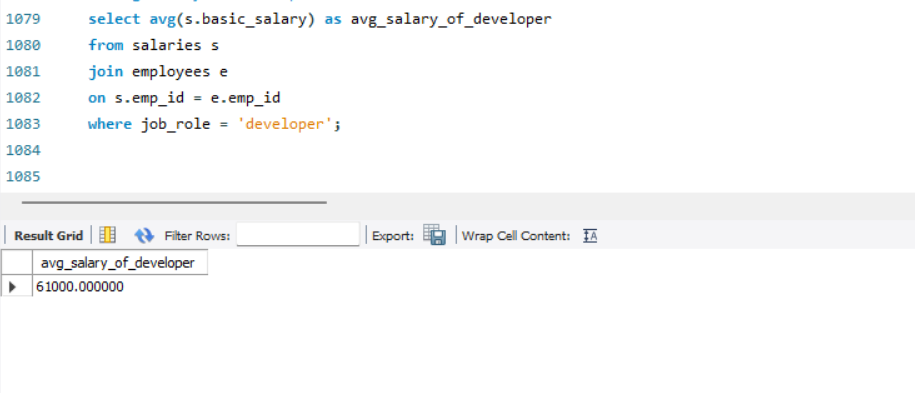 1079 select avg(s.basic_salary) as avg_salary_of_developer
1080 from salaries s
1081 join employees e
1082 on s.emp_id = e.emp_id
1083 where job_role = 'developer';
1084
1085
Result Grid Filter Rows: Export: Wrap Cell Content:
avg_salary_of_developer
61000.000000